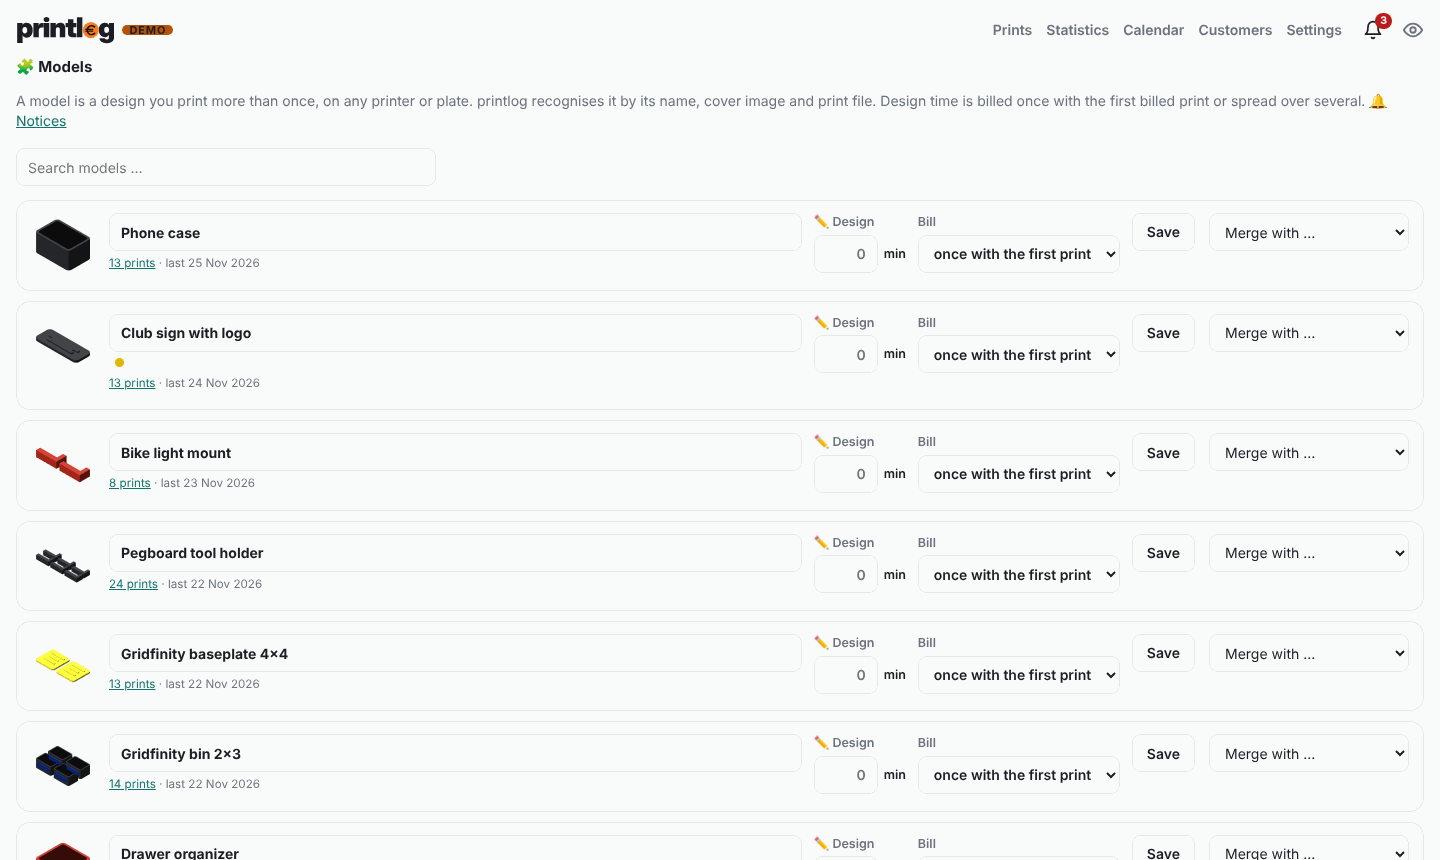 printl€g DEMO
Prints Statistics Calendar Customers Settings 3
🧩 Models
A model is a design you print more than once, on any printer or plate. printlog recognises it by its name, cover image and print file. Design time is billed once with the first billed print or spread over several. 🔔
Notices
Search models ...
✏️ Design Bill
Phone case Save Merge with ...
0 min once with the first print
13 prints · last 25 Nov 2026
✏️ Design Bill
Club sign with logo Save Merge with ...
0 min once with the first print
13 prints · last 24 Nov 2026
✏️ Design Bill
Bike light mount Save Merge with ...
0 min once with the first print
8 prints · last 23 Nov 2026
✏️ Design Bill
Pegboard tool holder Save Merge with ...
0 min once with the first print
24 prints · last 22 Nov 2026
✏️ Design Bill
Gridfinity baseplate 4×4 Save Merge with ...
0 min once with the first print
13 prints · last 22 Nov 2026
✏️ Design Bill
Gridfinity bin 2×3 Save Merge with ...
0 min once with the first print
14 prints · last 22 Nov 2026
✏️ Design Bill
Drawer organizer Save Merge with ...